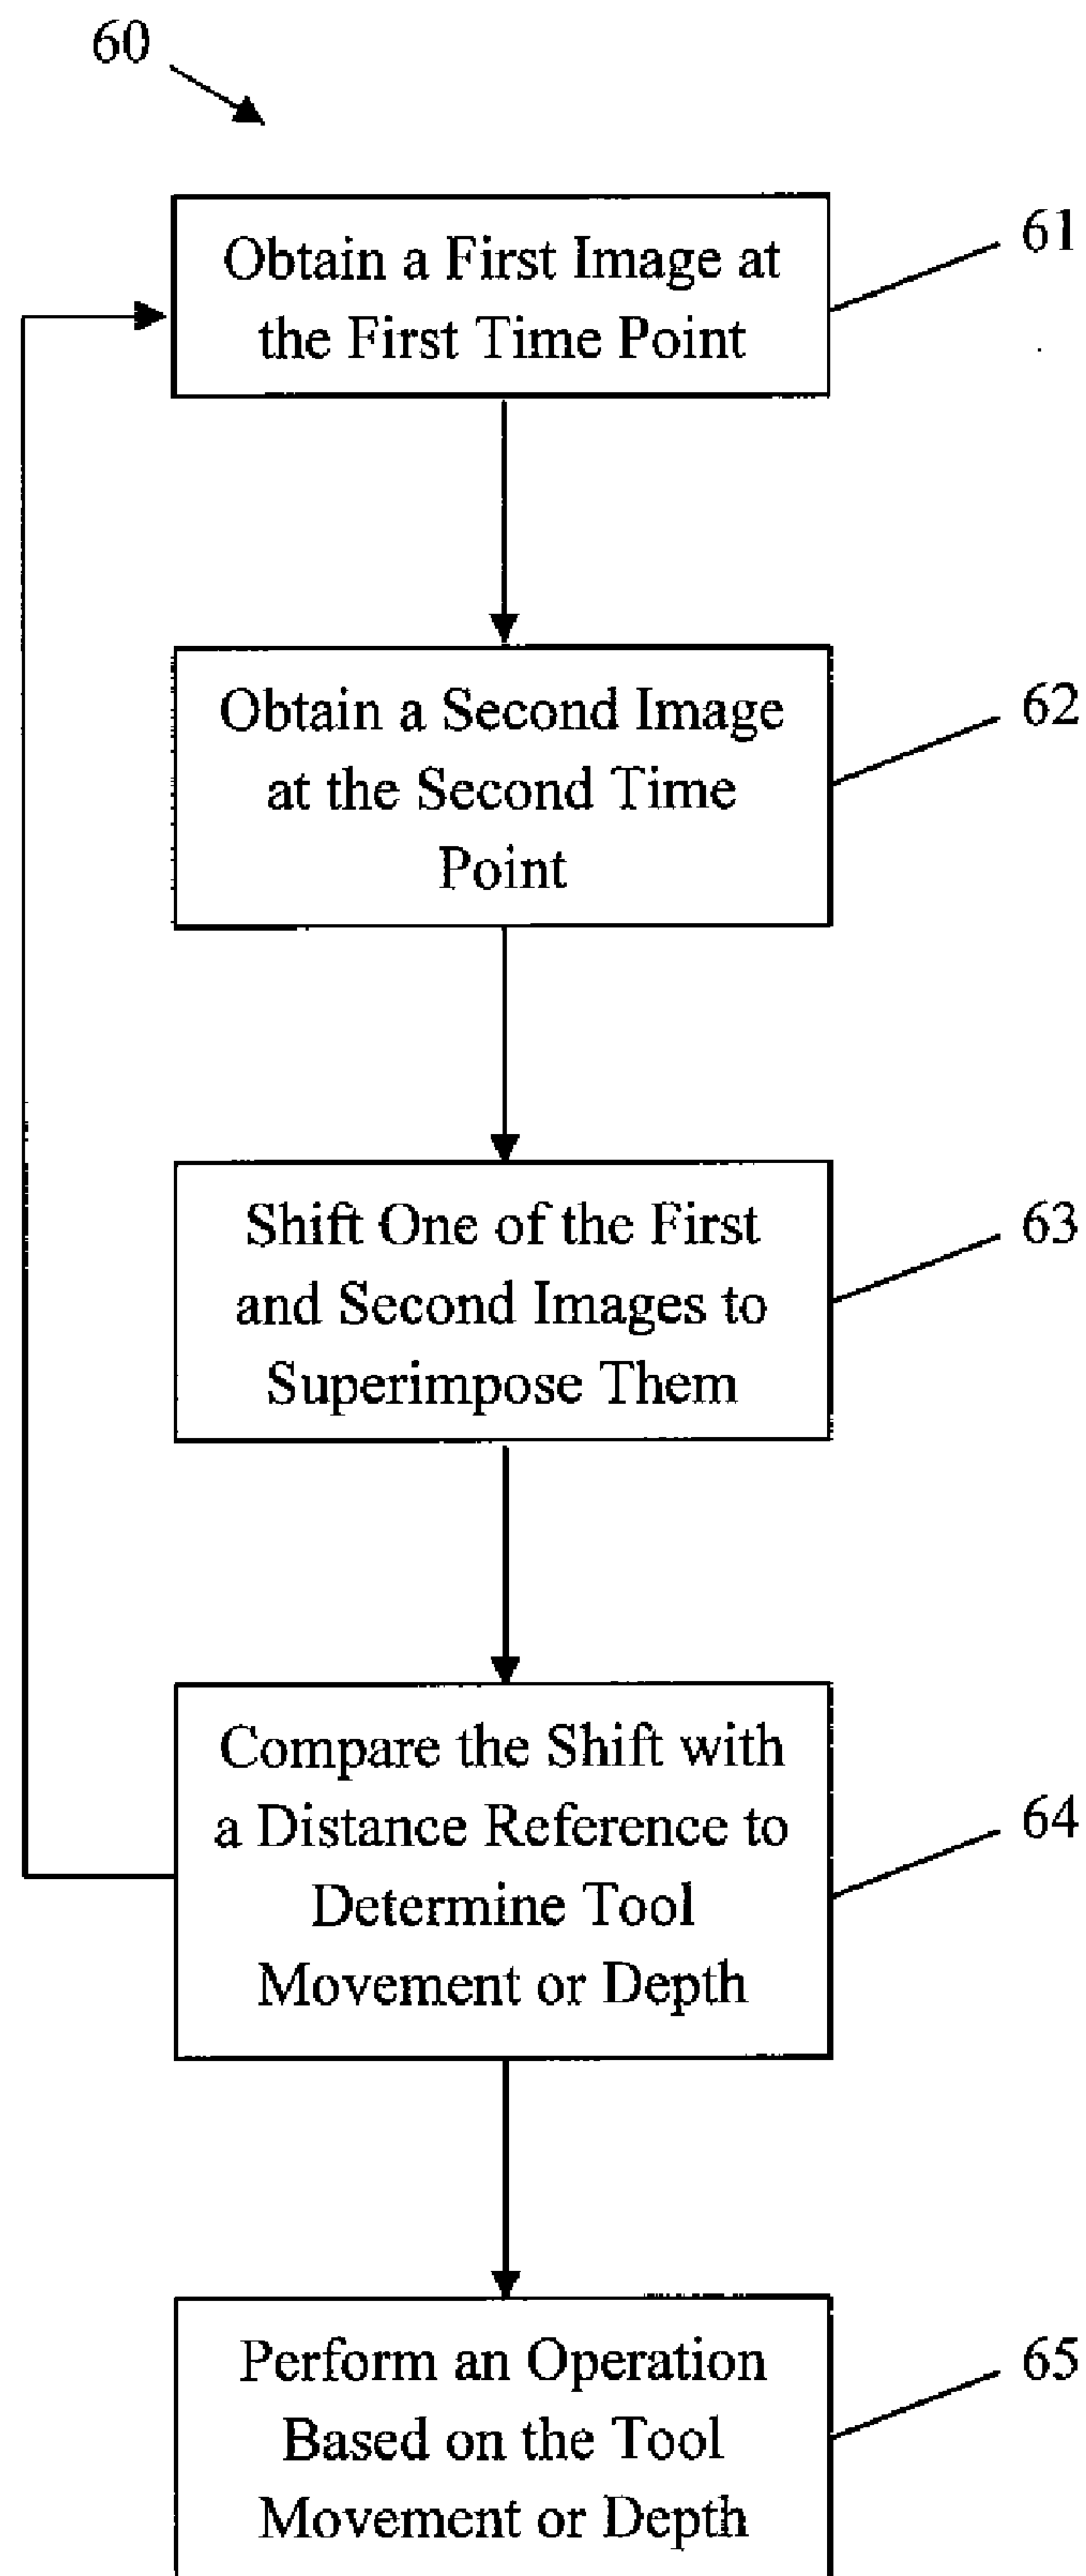 60
Obtain a First Image at
the First Time Point
61
Obtain a Second Image
at the Second Time
Point
62
Shift One of the First
and Second Images to
Superimpose Them
63
Compare the Shift with
a Distance Reference to
Determine Tool
Movement or Depth
64
Perform an Operation
Based on the Tool
Movement or Depth
65